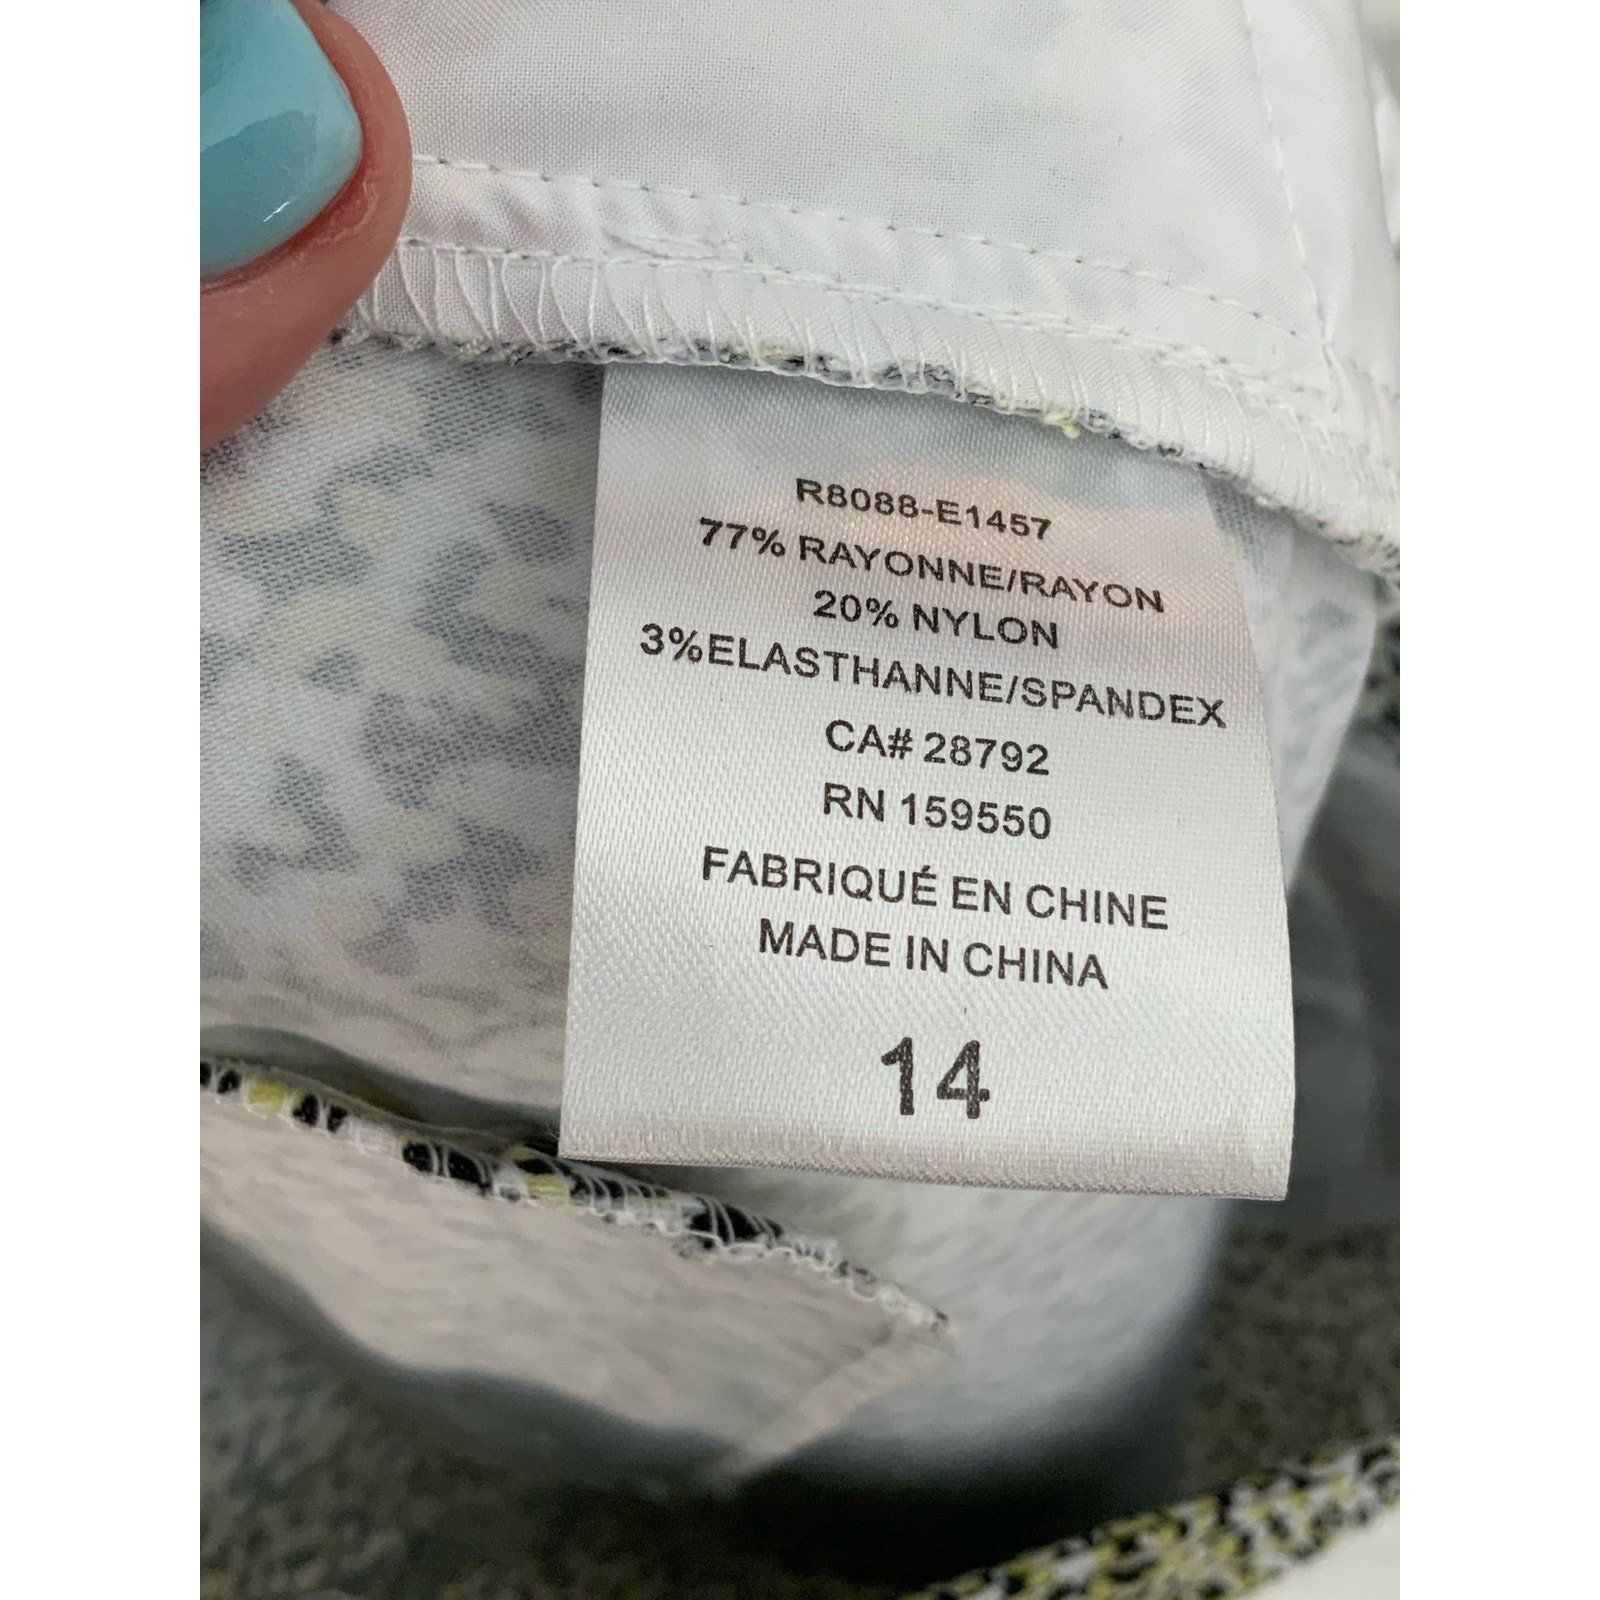 R8088-E1457
77% RAYONNE/RAYON
20% NYLON
3%ELASTHANNE/SPANDEX
CA# 28792
RN 159550
FABRIQUÉ EN CHINE
MADE IN CHINA
14